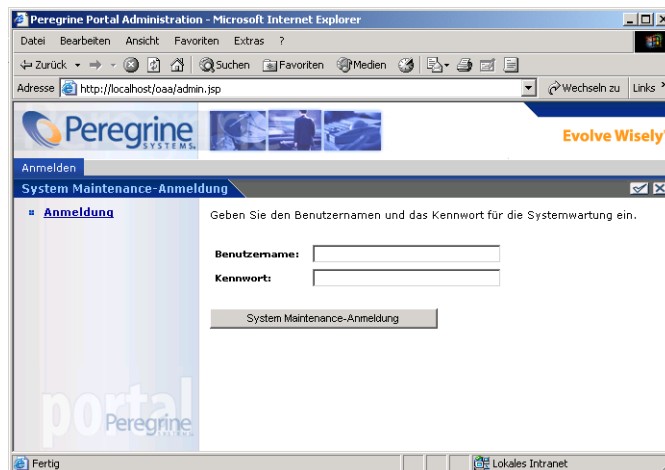 Peregrine Portal Administration - Microsoft Internet Explorer
Datei Bearbeiten Ansicht Favoriten Extras ?
Zurück Suchen Favoriten Medien
Adresse http://localhost/oaa/admin.jsp Wechseln zu Links »
Peregrine
SYSTEMS
Evolve Wisely
Anmelden
System Maintenance-Anmeldung
Anmeldung
Geben Sie den Benutzernamen und das Kennwort für die Systemwartung ein.
Benutzername:
Kennwort:
System Maintenance-Anmeldung
portal
Peregrine
SYSTEMS
Fertig Lokales Intranet